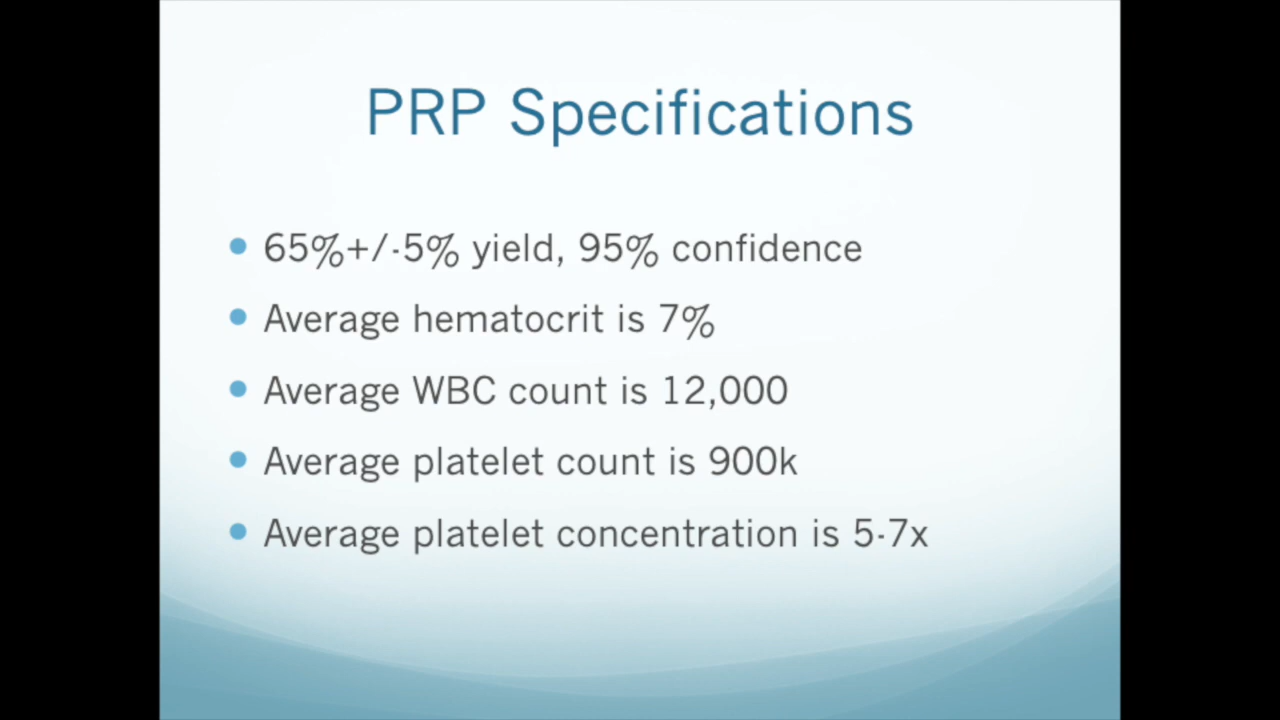 PRP Specifications
• 65%+/-5% yield, 95% confidence
• Average hematocrit is 7%
• Average WBC count is 12,000
• Average platelet count is 900k
• Average platelet concentration is 5-7x